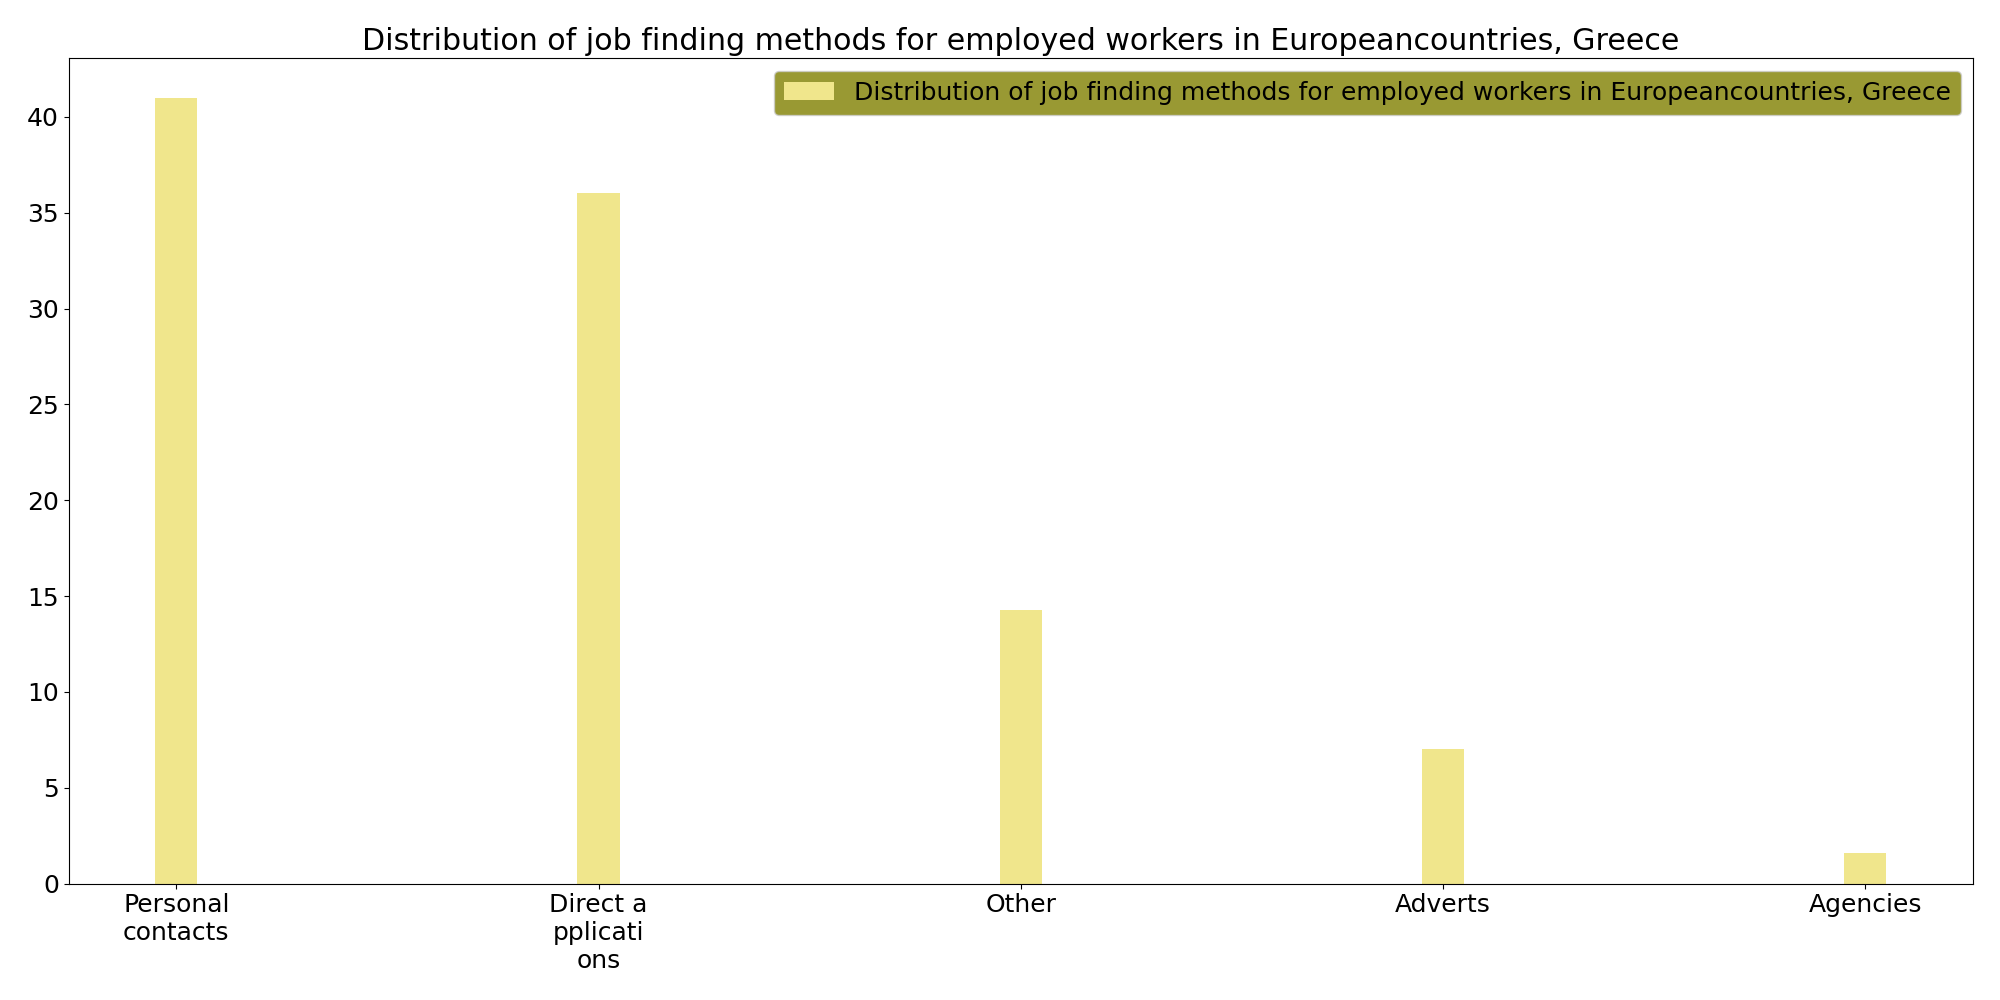 Distribution of job finding methods for employed workers in Europeancountries, Greece
Distribution of job finding methods for employed workers in Europeancountries, Greece
40
35
30
25
20
15
10
5
0
Personal
contacts
Direct a
pplicati
ons
Other
Adverts
Agencies